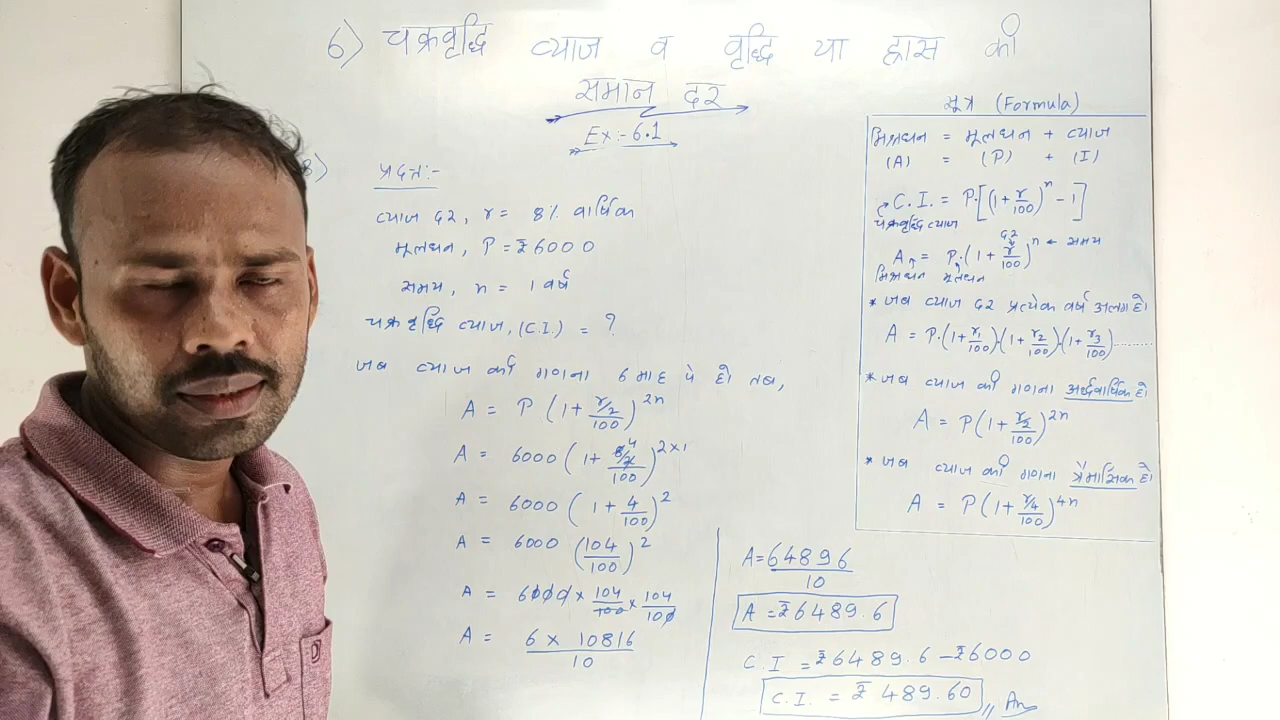 6) चक्रवृद्धि व्याज व वृद्धि या ह्रास की
समान दर
Ex:- 6.1
8) प्रदत्त:-
व्याज दर, r = 8% वार्षिक
मूलधन, P = ₹6000
समय, n = 1 वर्ष
चक्रवृद्धि व्याज, (C.I.) = ?
जब व्याज की गणना 6 माह पे हो तब,
A = P (1 + r/2/100)^2n
A = 6000 (1 + 8/2/100)^2×1 4
A = 6000 (1 + 4/100)^2
A = 6000 (104/100)^2
A = 6000 × 104/100 × 104/100
A = 6 × 10816/10
A = 64896/10
A = ₹6489.6
C.I = ₹6489.6 - ₹6000
C.I. = ₹ 489.60 ,, Ans
सूत्र (Formula)
मिश्रधन = मूलधन + व्याज
(A) = (P) + (I)
C.I. = P.[(1 + r/100)^n - 1]
चक्रवृद्धि व्याज
दर
A = P.(1 + r/100)^n ← समय
मिश्रधन मूलधन
* जब व्याज दर प्रत्येक वर्ष अलग हो।
A = P.(1 + r1/100).(1 + r2/100).(1 + r3/100)..........
* जब व्याज की गणना अर्द्धवार्षिक हो
A = P(1 + r/2/100)^2n
* जब व्याज की गणना त्रैमासिक हो
A = P(1 + r/4/100)^4n